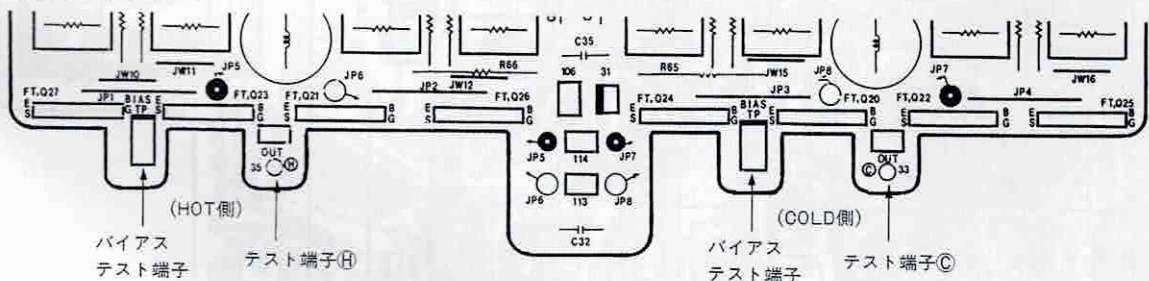 C35
JP5
JW10
JW11
JP6
R66
106
31
R65
JW15
JP8
JP7
JW16
JP1
JP2
JW12
JP3
JP4
FT,Q27
BIAS
TP
FT,Q23
FT,Q21
FT,Q26
FT,Q24
BIAS
TP
FT,Q20
FT,Q22
FT,Q25
E
S
G
E
S
B
G
E
S
B
G
B
G
E
S
B
G
E
S
OUT
35 Ⓗ
JP5
114
JP7
OUT
Ⓒ 33
JP6
113
JP8
C32
(HOT側)
(COLD側)
バイアス
テスト端子
テスト端子Ⓗ
バイアス
テスト端子
テスト端子Ⓒ